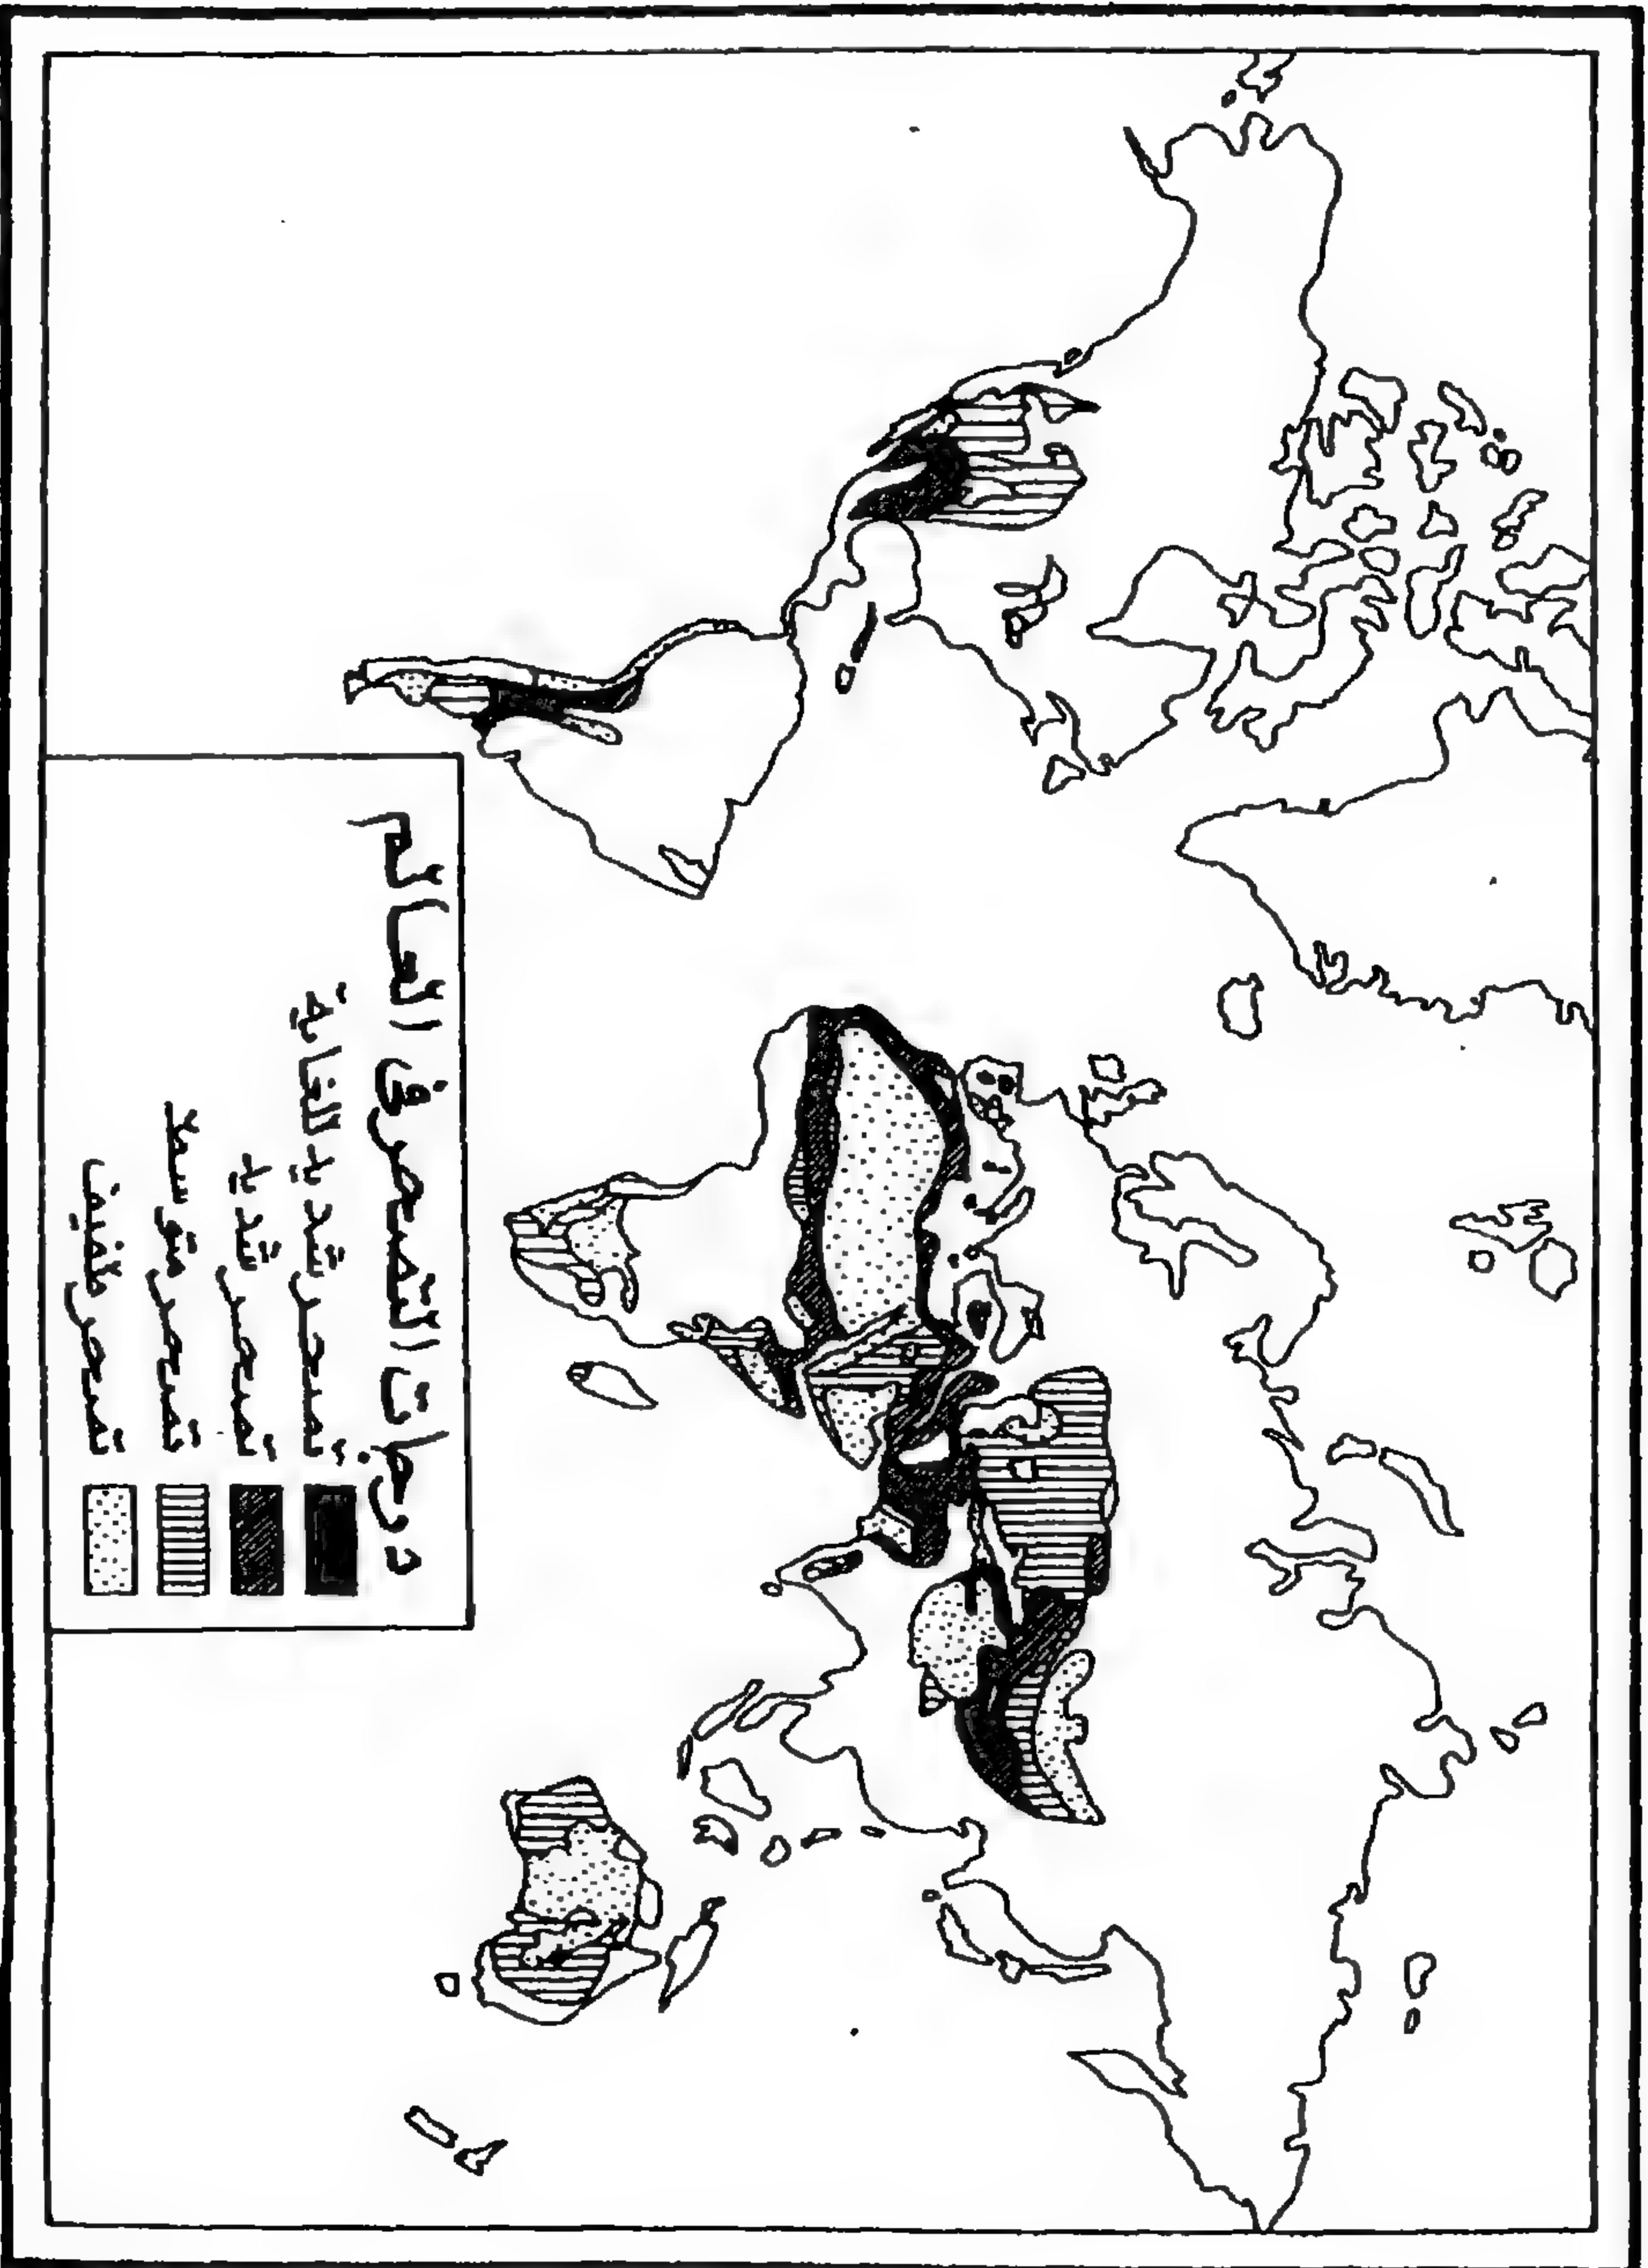 درجات التصحر في العالم
تصحر شديد للغاية
تصحر شديد
تصحر متوسط
تصحر طفيف